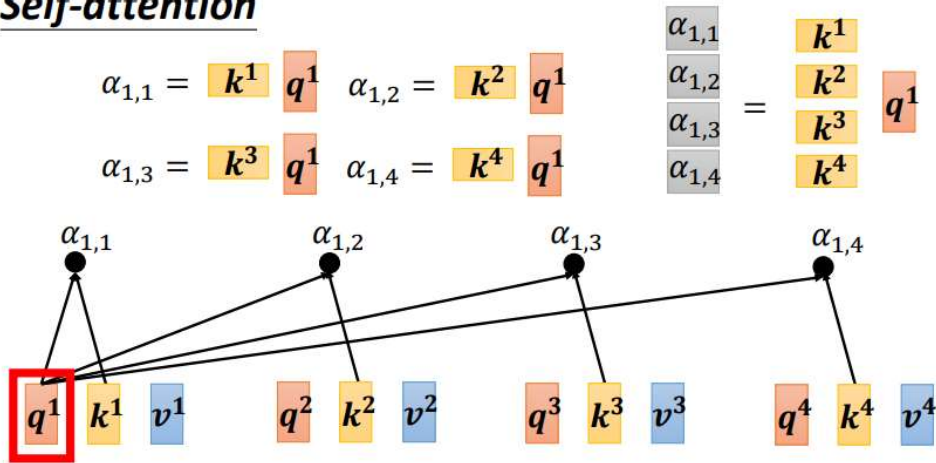 Self-attention
α1,1 = k¹ q¹ α1,2 = k² q¹
α1,3 = k³ q¹ α1,4 = k⁴ q¹
α1,1
α1,2
α1,3
α1,4
=
k¹
k²
k³
k⁴
q¹
α1,1 α1,2 α1,3 α1,4
q¹ k¹ v¹ q² k² v² q³ k³ v³ q⁴ k⁴ v⁴